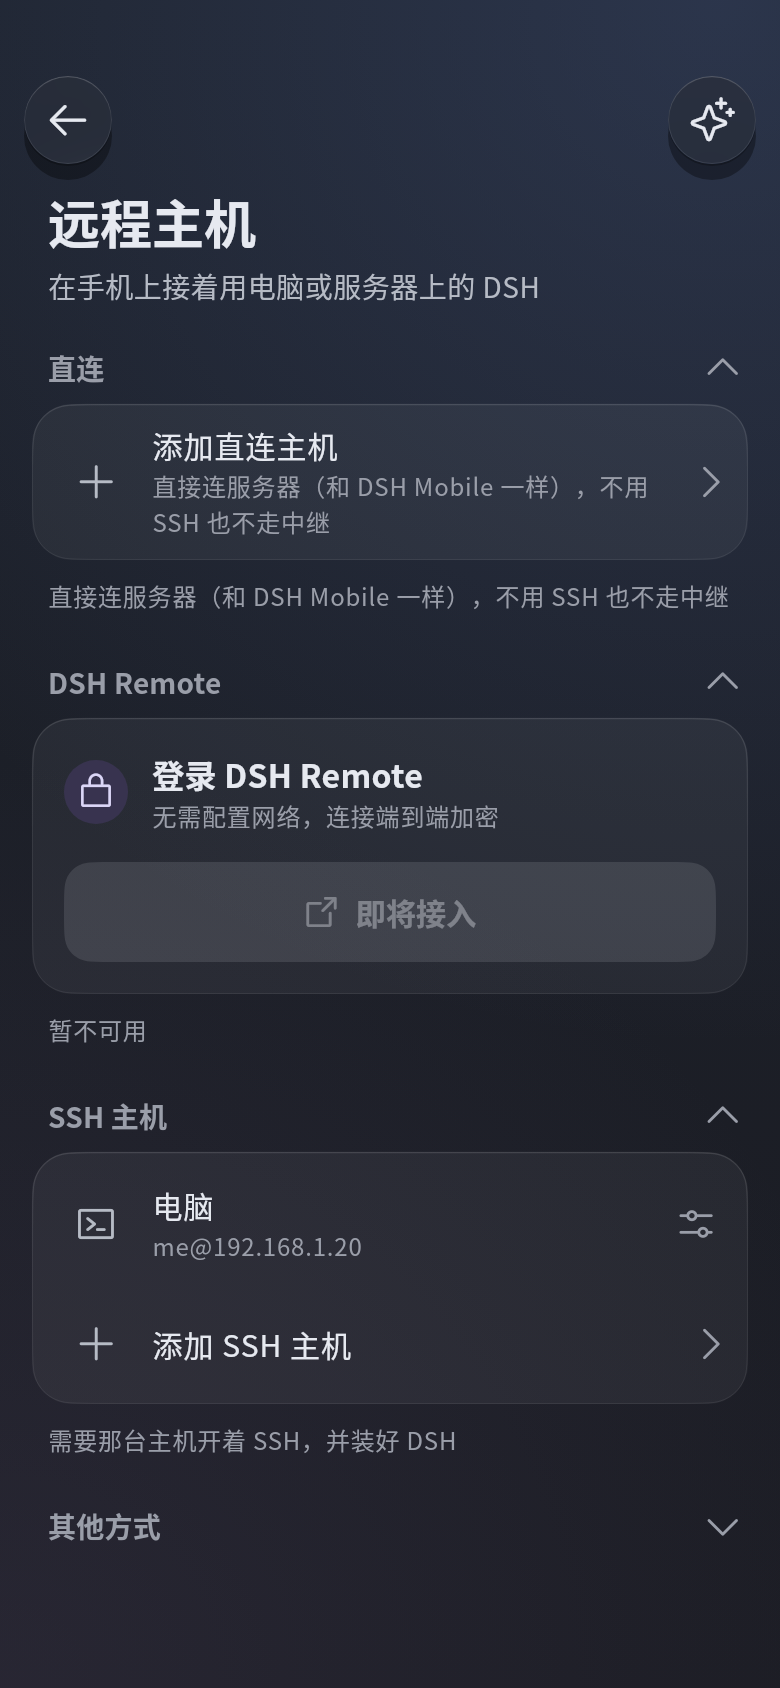 远程主机
在手机上接着用电脑或服务器上的 DSH
直连
添加直连主机
直接连服务器（和 DSH Mobile 一样），不用
SSH 也不走中继
直接连服务器（和 DSH Mobile 一样），不用 SSH 也不走中继
DSH Remote
登录 DSH Remote
无需配置网络，连接端到端加密
即将接入
暂不可用
SSH 主机
电脑
me@192.168.1.20
添加 SSH 主机
需要那台主机开着 SSH，并装好 DSH
其他方式